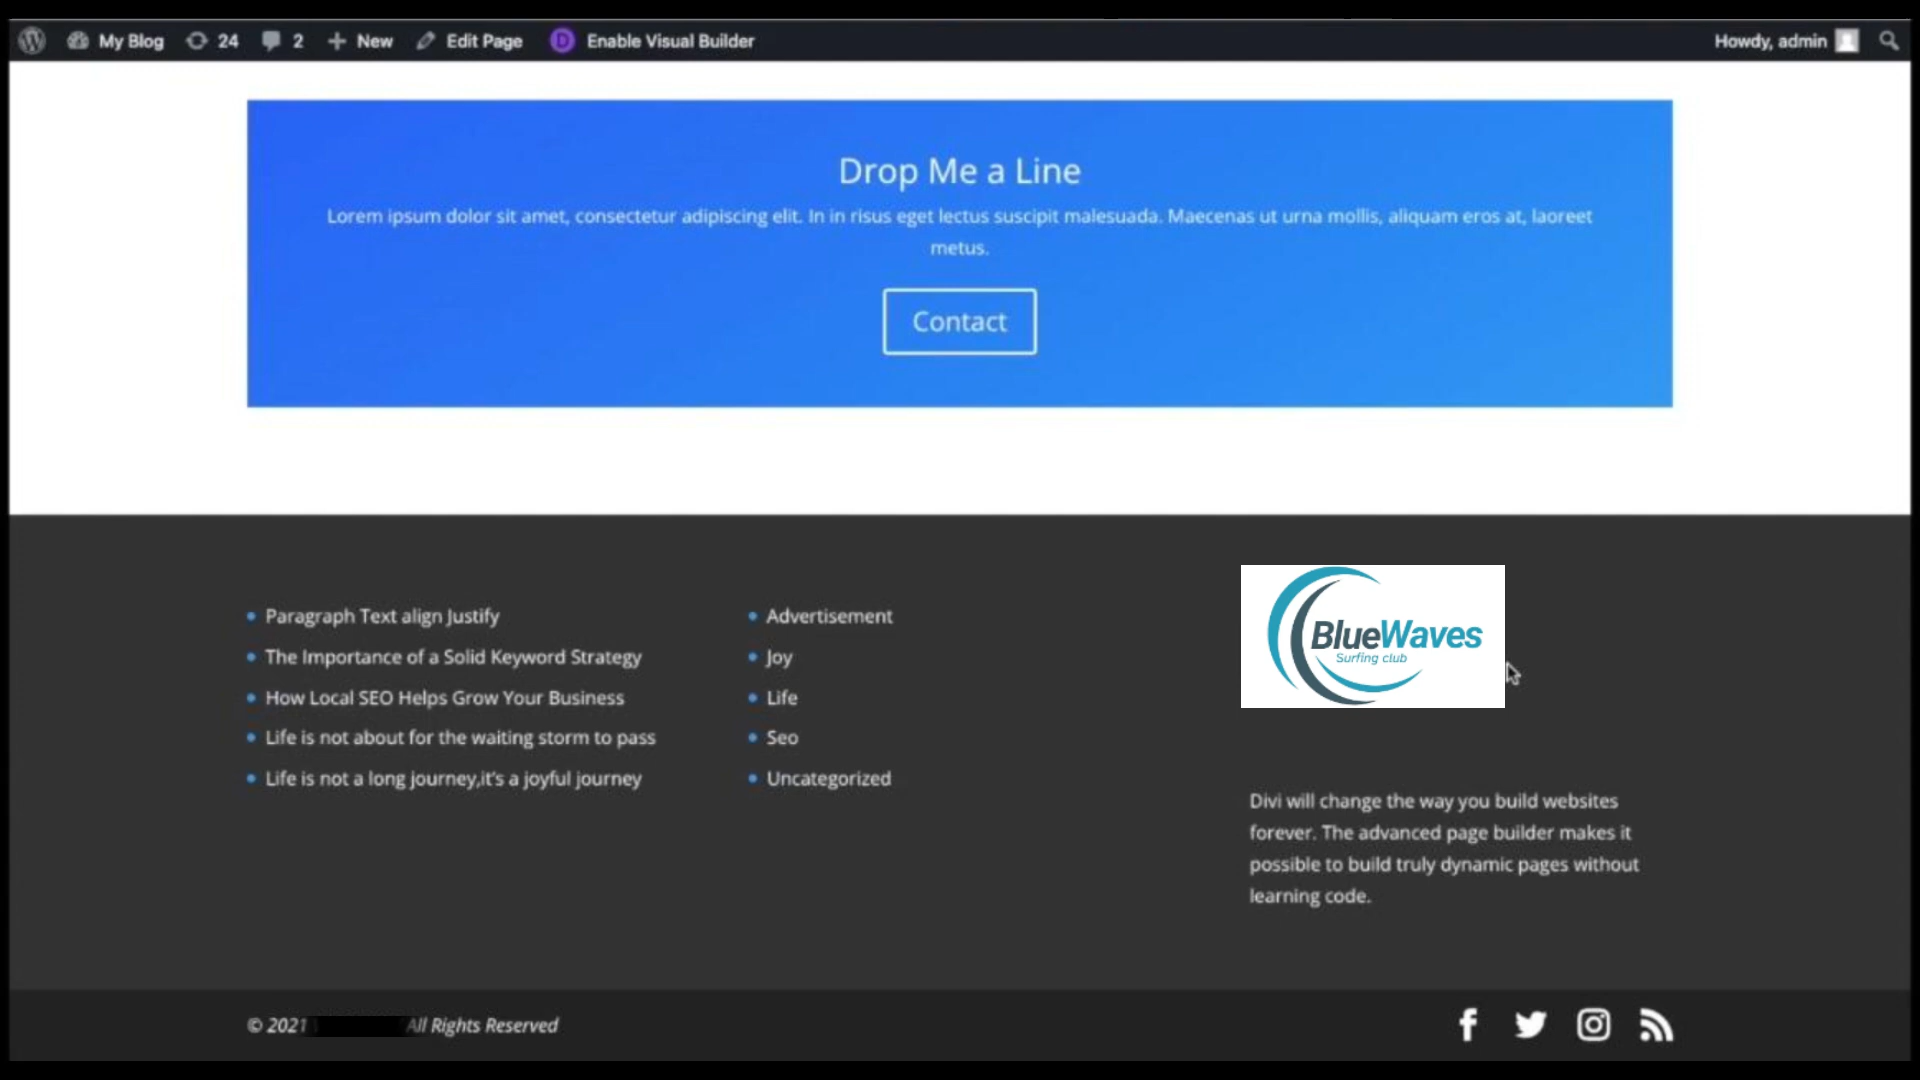 My Blog 24 2 New Edit Page D Enable Visual Builder Howdy, admin
Drop Me a Line
Lorem ipsum dolor sit amet, consectetur adipiscing elit. In in risus eget lectus suscipit malesuada. Maecenas ut urna mollis, aliquam eros at, laoreet
metus.
Contact
Paragraph Text align Justify
The Importance of a Solid Keyword Strategy
How Local SEO Helps Grow Your Business
Life is not about for the waiting storm to pass
Life is not a long journey,it's a joyful journey
Advertisement
Joy
Life
Seo
Uncategorized
BlueWaves
Surfing club
Divi will change the way you build websites
forever. The advanced page builder makes it
possible to build truly dynamic pages without
learning code.
© 2021 All Rights Reserved